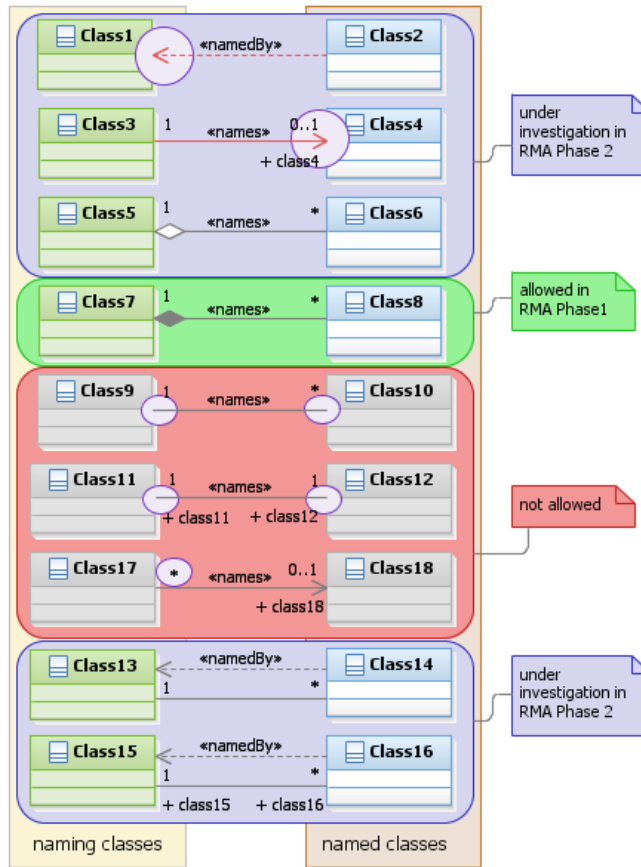 Class1
«namedBy»
Class2
Class3
1
«names»
0..1
+ class4
Class4
Class5
1
«names»
*
Class6
under
investigation in
RMA Phase 2
Class7
1
«names»
*
Class8
allowed in
RMA Phase1
Class9
1
«names»
*
Class10
Class11
1
«names»
1
+ class11
+ class12
Class12
Class17
*
«names»
0..1
+ class18
Class18
not allowed
Class13
«namedBy»
1
*
Class14
Class15
«namedBy»
1
*
+ class15
+ class16
Class16
under
investigation in
RMA Phase 2
naming classes
named classes